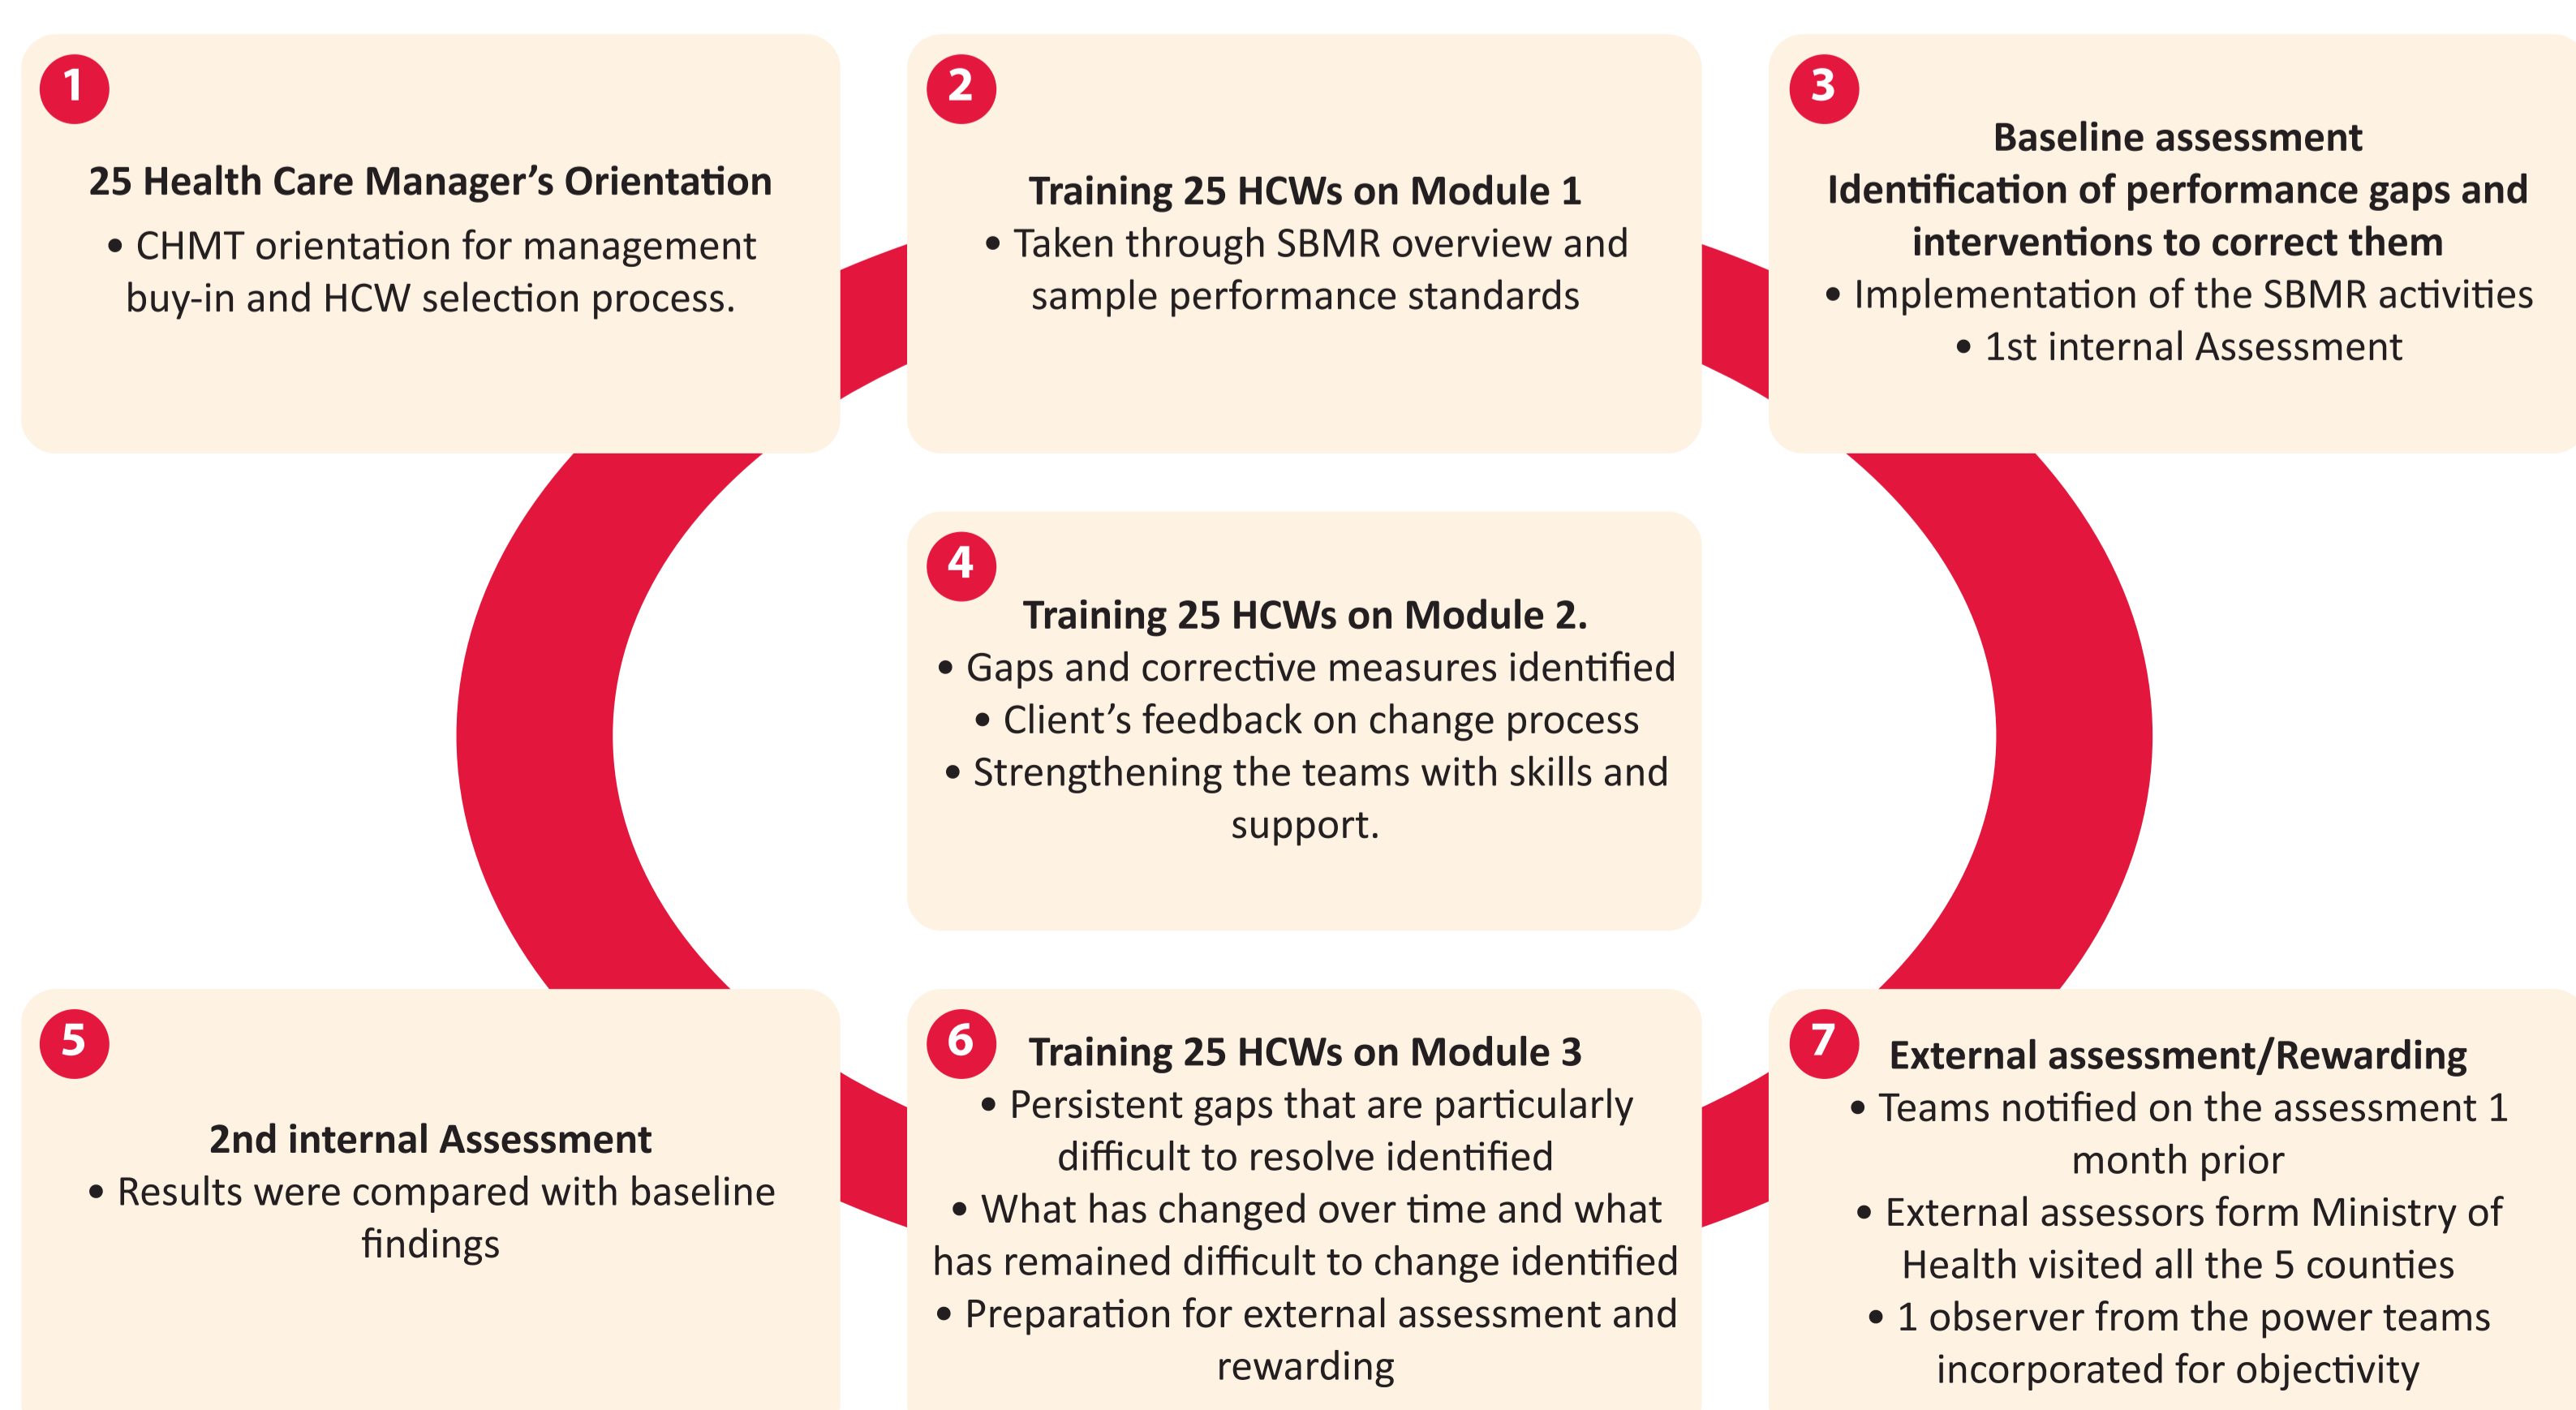 1
25 Health Care Manager’s Orientation
• CHMT orientation for management
buy-in and HCW selection process.
2
Training 25 HCWs on Module 1
• Taken through SBMR overview and
sample performance standards
3
Baseline assessment
Identification of performance gaps and
interventions to correct them
• Implementation of the SBMR activities
• 1st internal Assessment
4
Training 25 HCWs on Module 2.
• Gaps and corrective measures identified
• Client’s feedback on change process
• Strengthening the teams with skills and
support.
5
2nd internal Assessment
• Results were compared with baseline
findings
6
Training 25 HCWs on Module 3
• Persistent gaps that are particularly
difficult to resolve identified
• What has changed over time and what
has remained difficult to change identified
• Preparation for external assessment and
rewarding
7
External assessment/Rewarding
• Teams notified on the assessment 1
month prior
• External assessors form Ministry of
Health visited all the 5 counties
• 1 observer from the power teams
incorporated for objectivity